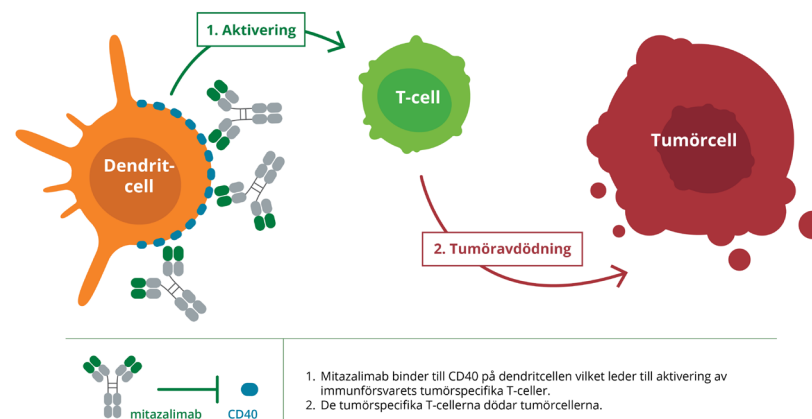 1. Aktivering
T-cell
Tumörcell
Dendrit-
cell
2. Tumöravdödning
mitazalimab
CD40
1. Mitazalimab binder till CD40 på dendritcellen vilket leder till aktivering av
immunförsvarets tumörspecifika T-celler.
2. De tumörspecifika T-cellerna dödar tumörcellerna.